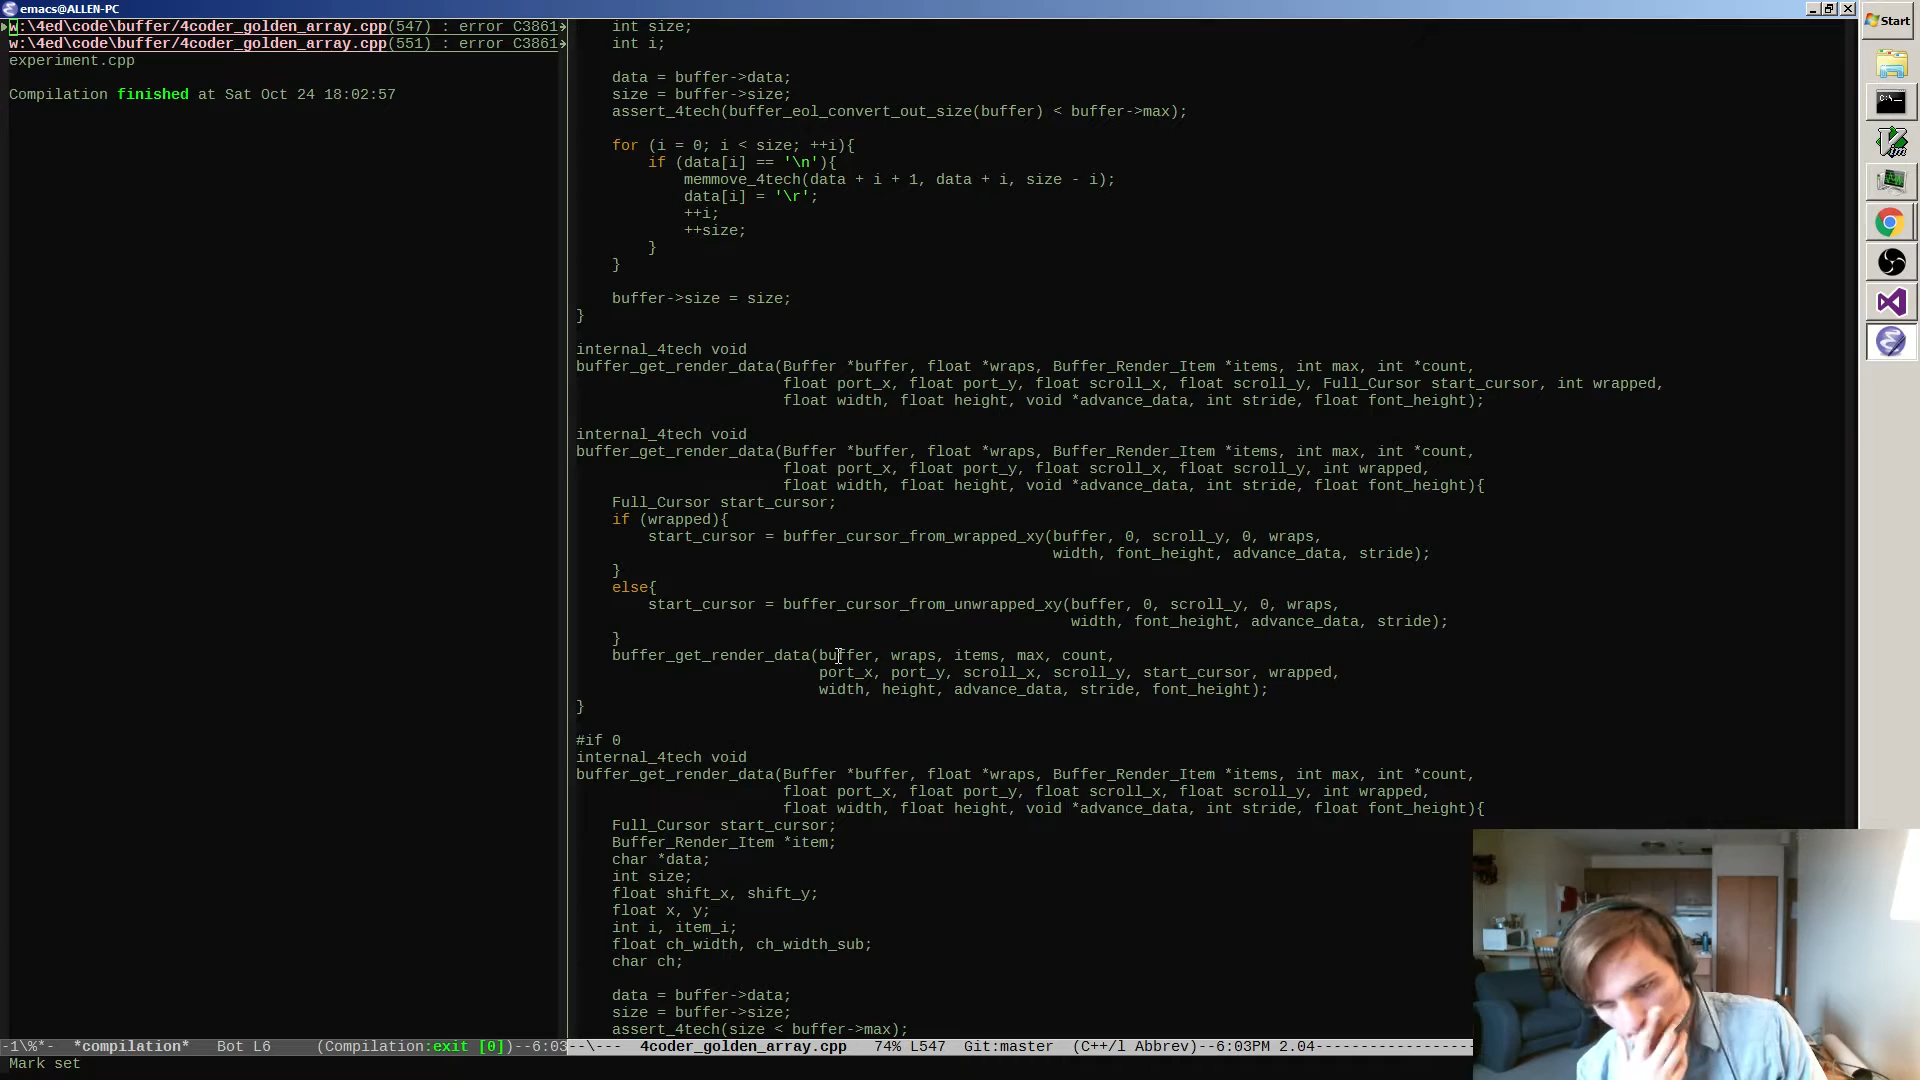 emacs@ALLEN-PC
w:\4ed\code\buffer/4coder_golden_array.cpp(547) : error C3861
w:\4ed\code\buffer/4coder_golden_array.cpp(551) : error C3861
experiment.cpp
Compilation finished at Sat Oct 24 18:02:57
int size;
int i;
data = buffer->data;
size = buffer->size;
assert_4tech(buffer_eol_convert_out_size(buffer) < buffer->max);
for (i = 0; i < size; ++i){
if (data[i] == '\n'){
memmove_4tech(data + i + 1, data + i, size - i);
data[i] = '\r';
++i;
++size;
}
}
buffer->size = size;
}
internal_4tech void
buffer_get_render_data(Buffer *buffer, float *wraps, Buffer_Render_Item *items, int max, int *count,
float port_x, float port_y, float scroll_x, float scroll_y, Full_Cursor start_cursor, int wrapped,
float width, float height, void *advance_data, int stride, float font_height);
internal_4tech void
buffer_get_render_data(Buffer *buffer, float *wraps, Buffer_Render_Item *items, int max, int *count,
float port_x, float port_y, float scroll_x, float scroll_y, int wrapped,
float width, float height, void *advance_data, int stride, float font_height){
Full_Cursor start_cursor;
if (wrapped){
start_cursor = buffer_cursor_from_wrapped_xy(buffer, 0, scroll_y, 0, wraps,
width, font_height, advance_data, stride);
}
else{
start_cursor = buffer_cursor_from_unwrapped_xy(buffer, 0, scroll_y, 0, wraps,
width, font_height, advance_data, stride);
}
buffer_get_render_data(buffer, wraps, items, max, count,
port_x, port_y, scroll_x, scroll_y, start_cursor, wrapped,
width, height, advance_data, stride, font_height);
}
#if 0
internal_4tech void
buffer_get_render_data(Buffer *buffer, float *wraps, Buffer_Render_Item *items, int max, int *count,
float port_x, float port_y, float scroll_x, float scroll_y, int wrapped,
float width, float height, void *advance_data, int stride, float font_height){
Full_Cursor start_cursor;
Buffer_Render_Item *item;
char *data;
int size;
float shift_x, shift_y;
float x, y;
int i, item_i;
float ch_width, ch_width_sub;
char ch;
data = buffer->data;
size = buffer->size;
assert_4tech(size < buffer->max);
-1\%*- *compilation* Bot L6 (Compilation:exit [0])--6:03
--\--- 4coder_golden_array.cpp 74% L547 Git:master (C++/l Abbrev)--6:03PM 2.04------------------
Mark set
Start